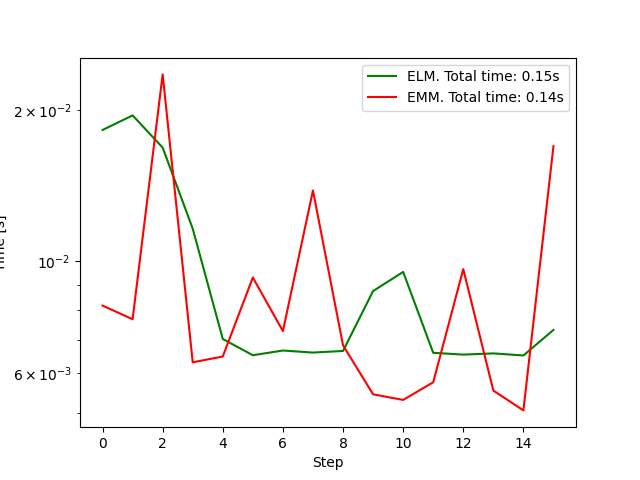 ELM. Total time: 0.15s
EMM. Total time: 0.14s
2 × 10⁻²
10⁻²
6 × 10⁻³
0 2 4 6 8 10 12 14
Step